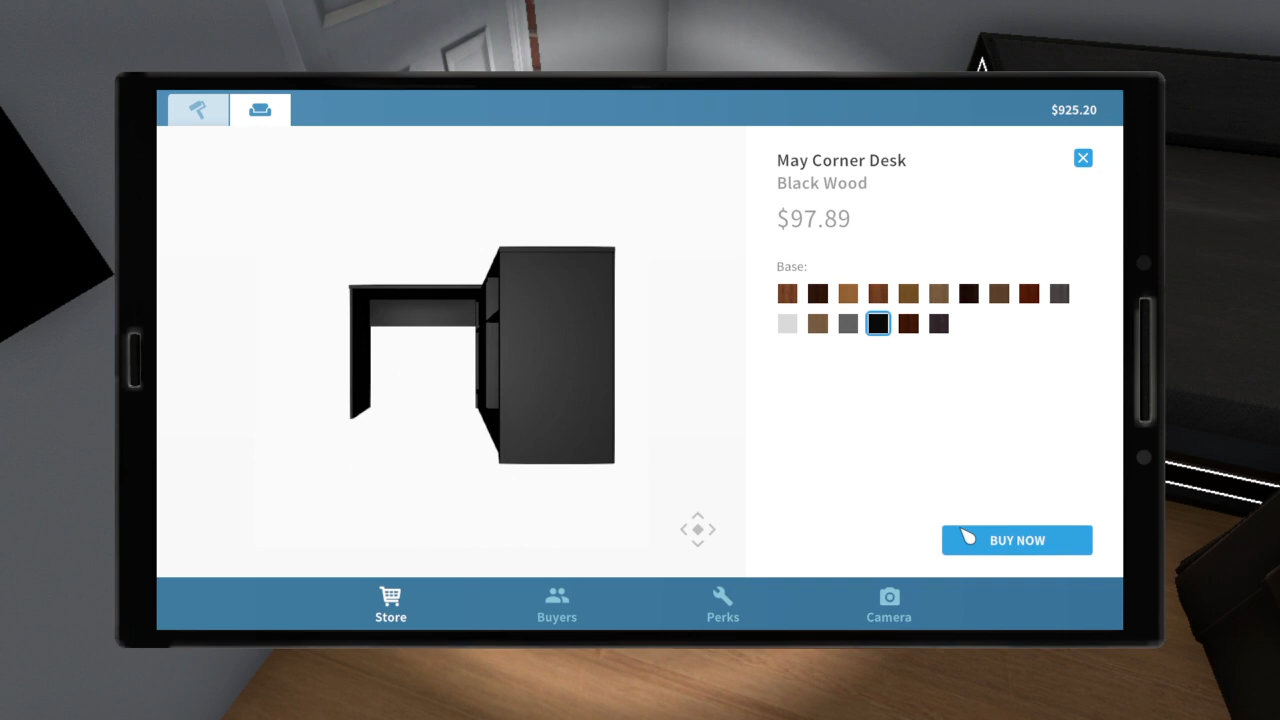 $925.20
May Corner Desk
Black Wood
$97.89
Base:
BUY NOW
Store
Buyers
Perks
Camera